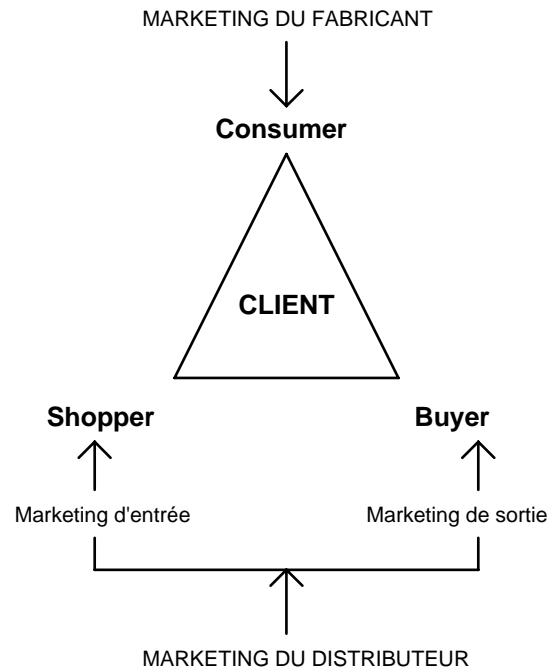 MARKETING DU FABRICANT
Consumer
CLIENT
Shopper
Buyer
Marketing d'entrée
Marketing de sortie
MARKETING DU DISTRIBUTEUR